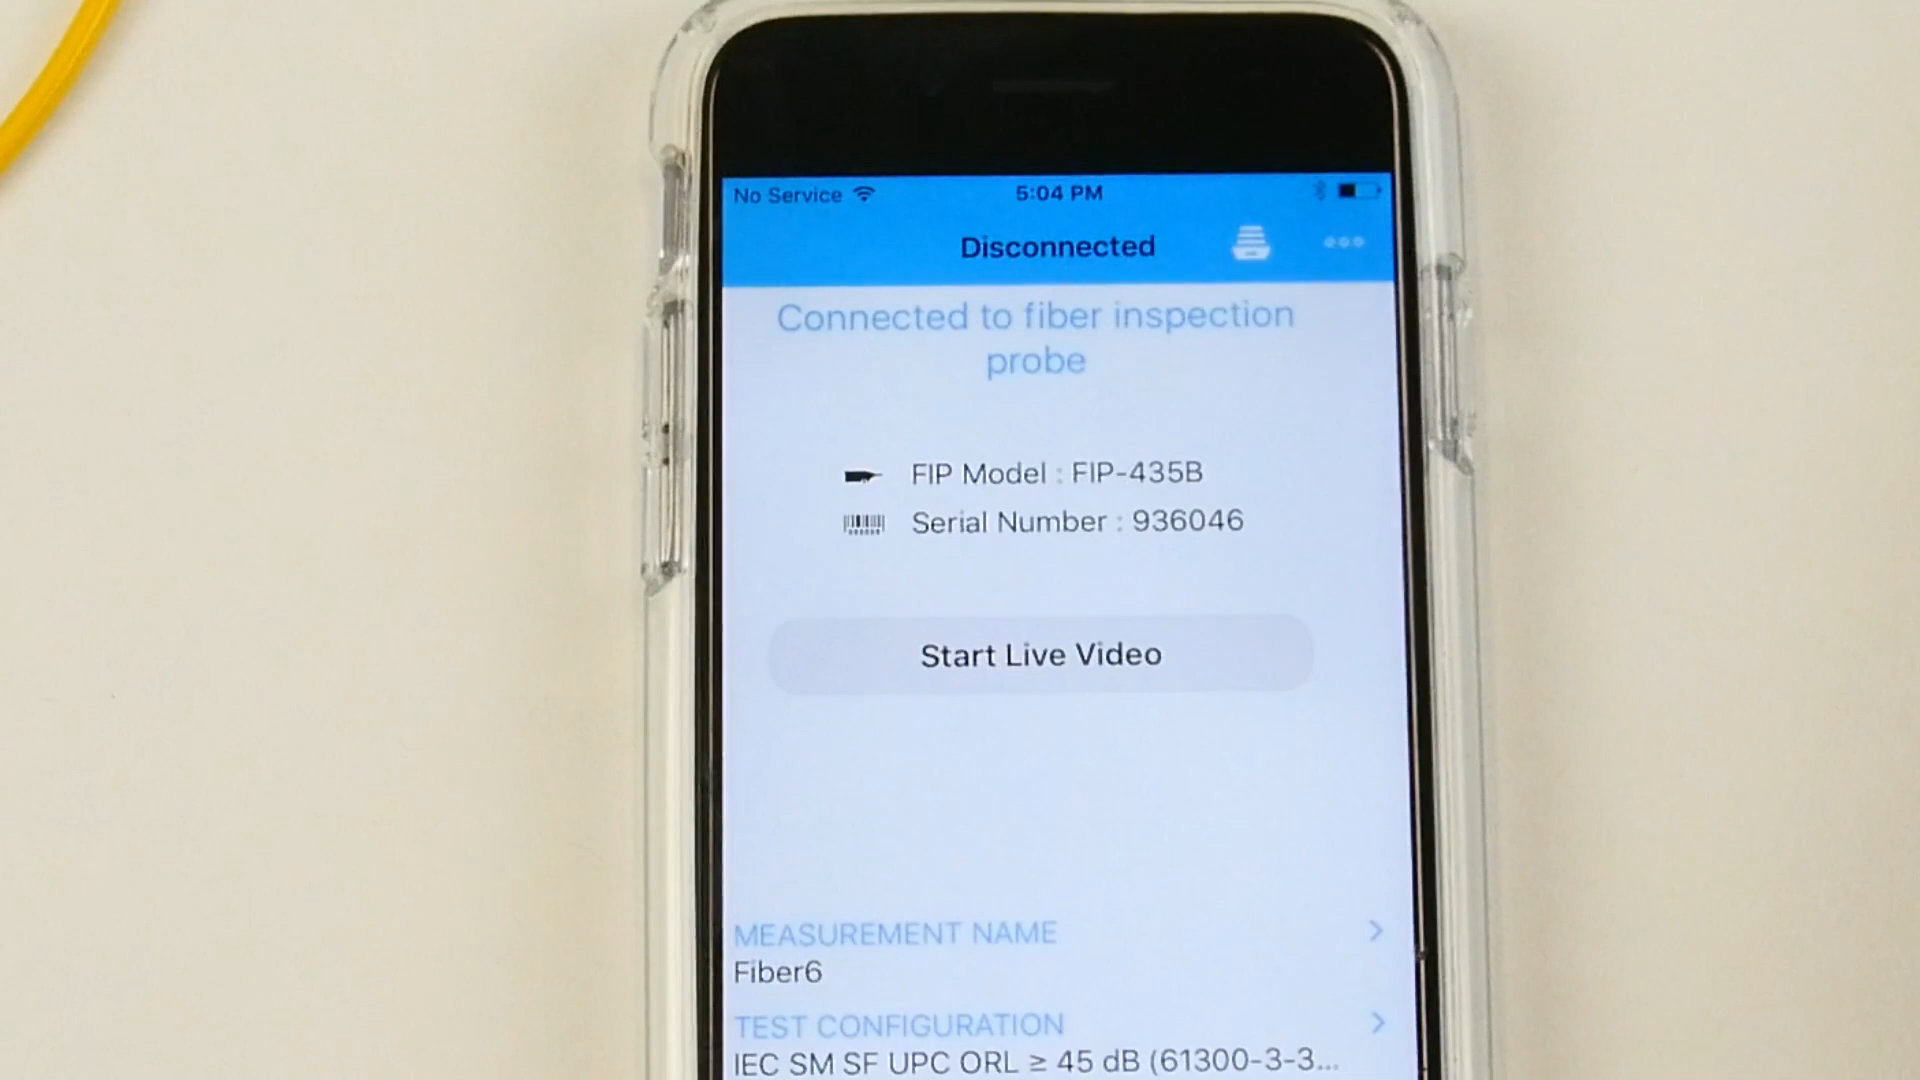 No Service 5:04 PM
Disconnected
Connected to fiber inspection
probe
FIP Model : FIP-435B
Serial Number : 936046
Start Live Video
MEASUREMENT NAME
Fiber6
TEST CONFIGURATION
IEC SM SF UPC ORL ≥ 45 dB (61300-3-3...